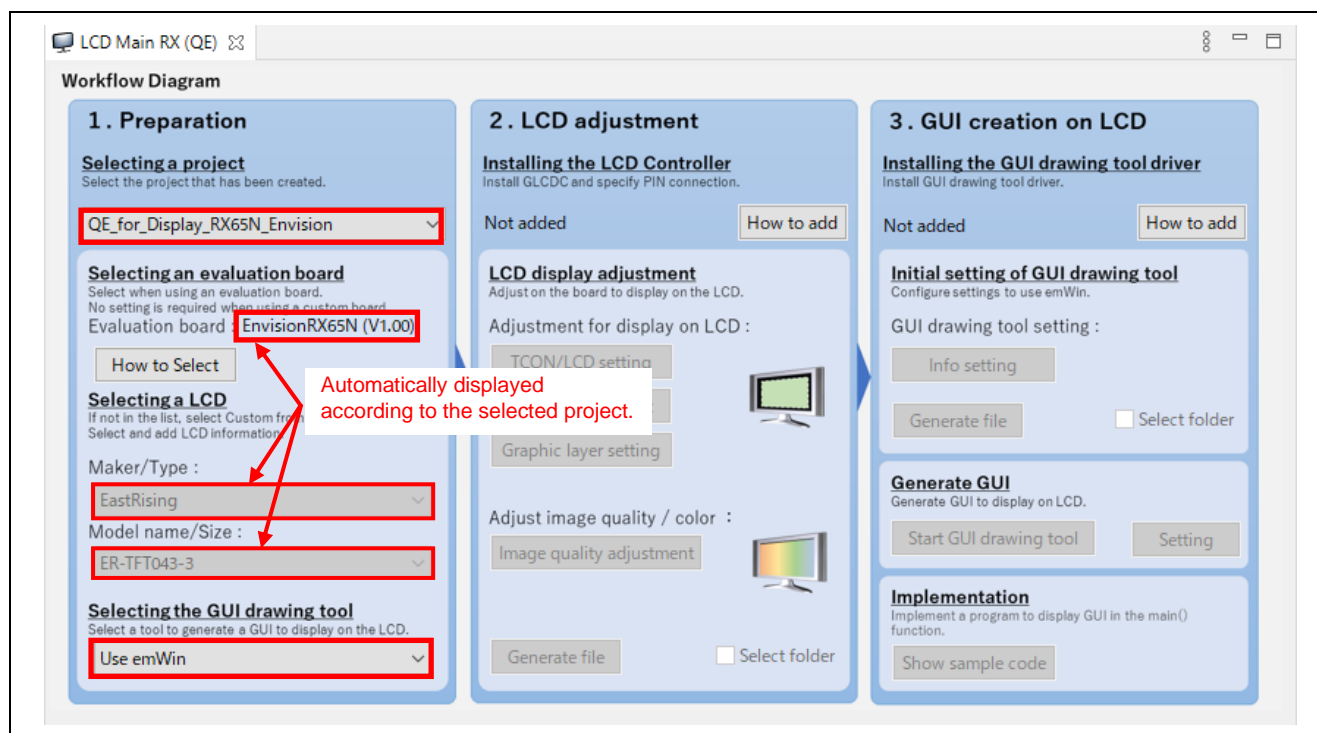 LCD Main RX (QE)
Workflow Diagram
1. Preparation
Selecting a project
Select the project that has been created.
QE_for_Display_RX65N_Envision
Selecting an evaluation board
Select when using an evaluation board.
No setting is required when using a custom board
Evaluation board : EnvisionRX65N (V1.00)
How to Select
Selecting a LCD
If not in the list, select Custom from
Select and add LCD information
Maker/Type :
EastRising
Model name/Size :
ER-TFT043-3
Selecting the GUI drawing tool
Select a tool to generate a GUI to display on the LCD.
Use emWin
Automatically displayed
according to the selected project.
2. LCD adjustment
Installing the LCD Controller
Install GLCDC and specify PIN connection.
Not added
How to add
LCD display adjustment
Adjust on the board to display on the LCD.
Adjustment for display on LCD :
TCON/LCD setting
Graphic layer setting
Adjust image quality / color :
Image quality adjustment
Generate file
Select folder
3. GUI creation on LCD
Installing the GUI drawing tool driver
Install GUI drawing tool driver.
Not added
How to add
Initial setting of GUI drawing tool
Configure settings to use emWin.
GUI drawing tool setting :
Info setting
Generate file
Select folder
Generate GUI
Generate GUI to display on LCD.
Start GUI drawing tool
Setting
Implementation
Implement a program to display GUI in the main()
function.
Show sample code